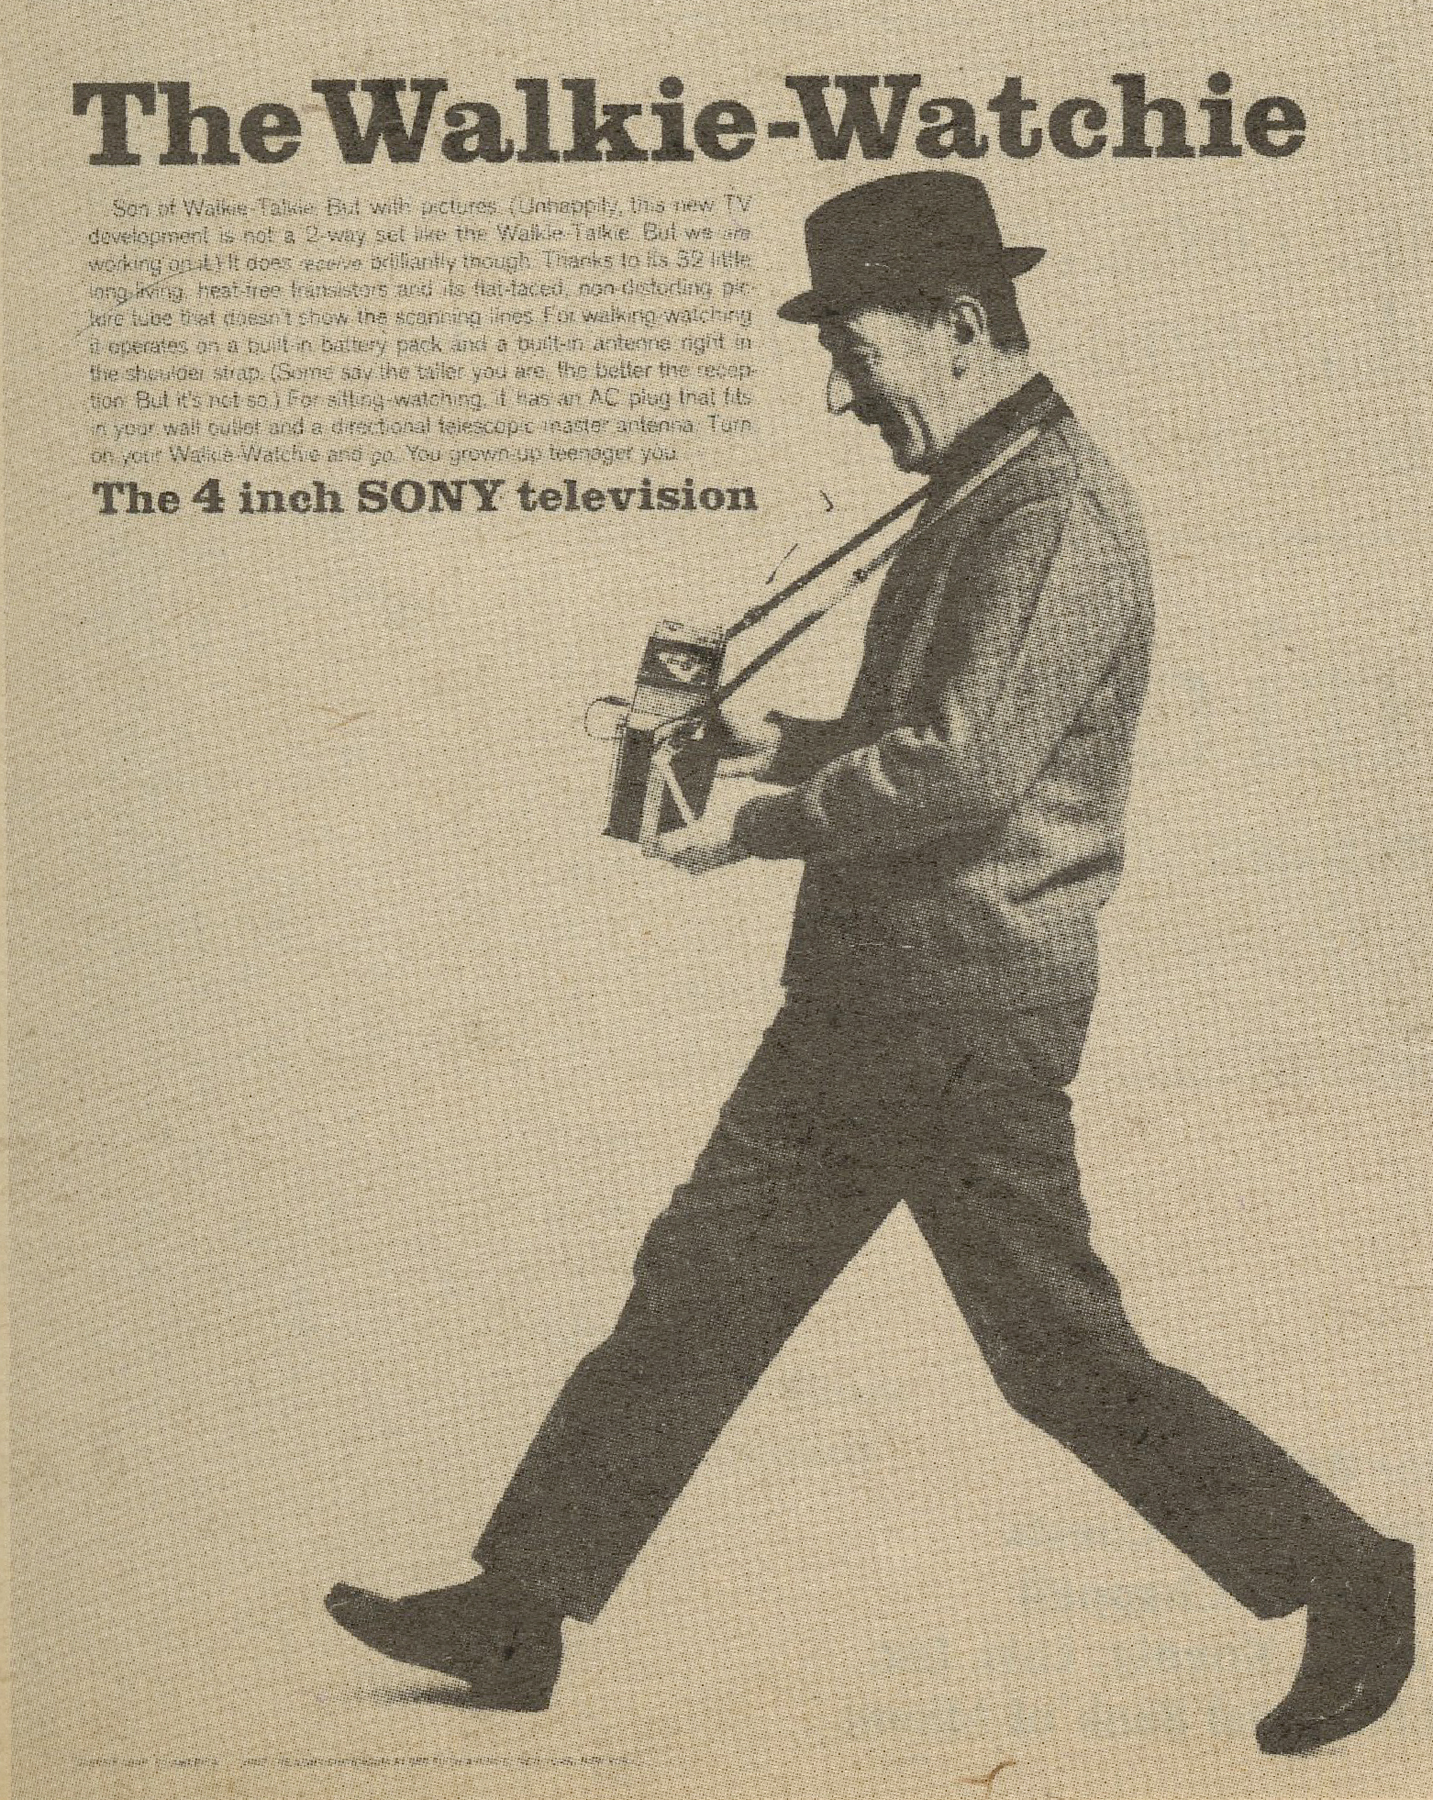 The Walkie-Watchie
Son of Walkie-Talkie. But with pictures. (Unhappily, this new TV
development is not a 2-way set like the Walkie-Talkie. But we are
working on it.) It does receive brilliantly though. Thanks to its 32 little
long-living, heat-free transistors and its flat-faced, non-distorting pic-
ture tube that doesn't show the scanning lines. For walking-watching
it operates on a built-in battery pack and a built-in antenna right in
the shoulder strap. (Some say the taller you are, the better the recep-
tion. But it's not so.) For sitting-watching, it has an AC plug that fits
in your wall outlet and a directional telescopic master antenna. Turn
on your Walkie-Watchie and go. You grown-up teenager you.
The 4 inch SONY television